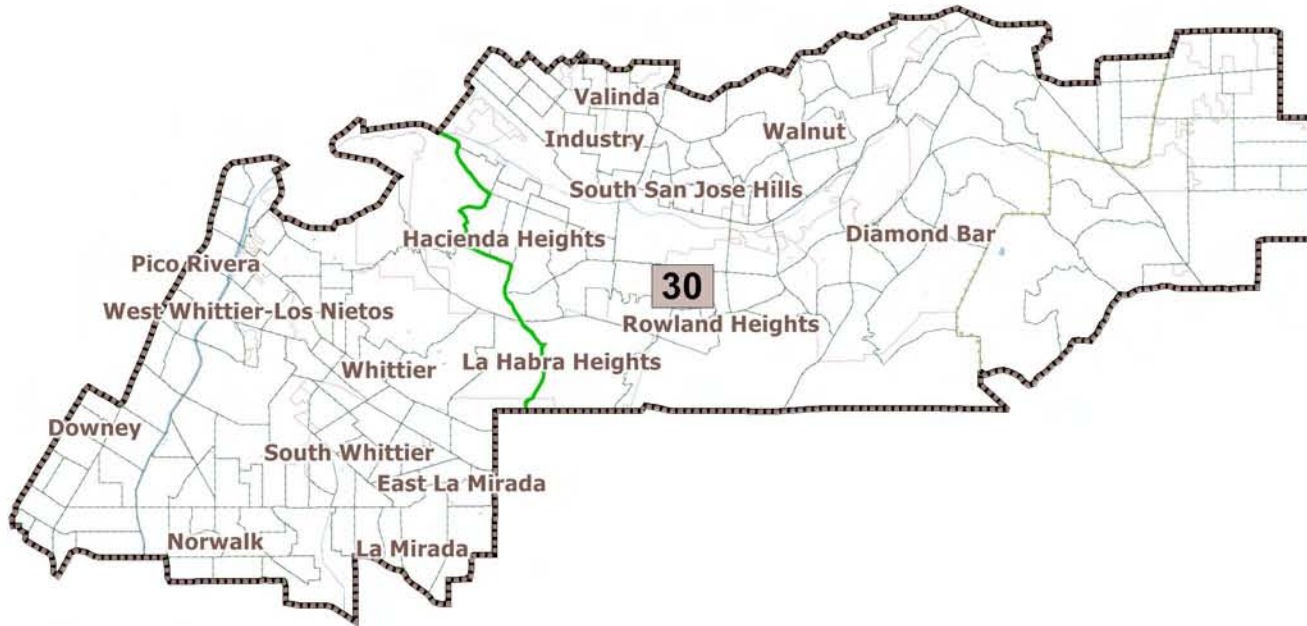 Valinda
Industry
Walnut
South San Jose Hills
Hacienda Heights
Diamond Bar
Pico Rivera
30
West Whittier-Los Nietos
Rowland Heights
Whittier
La Habra Heights
Downey
South Whittier
East La Mirada
Norwalk
La Mirada